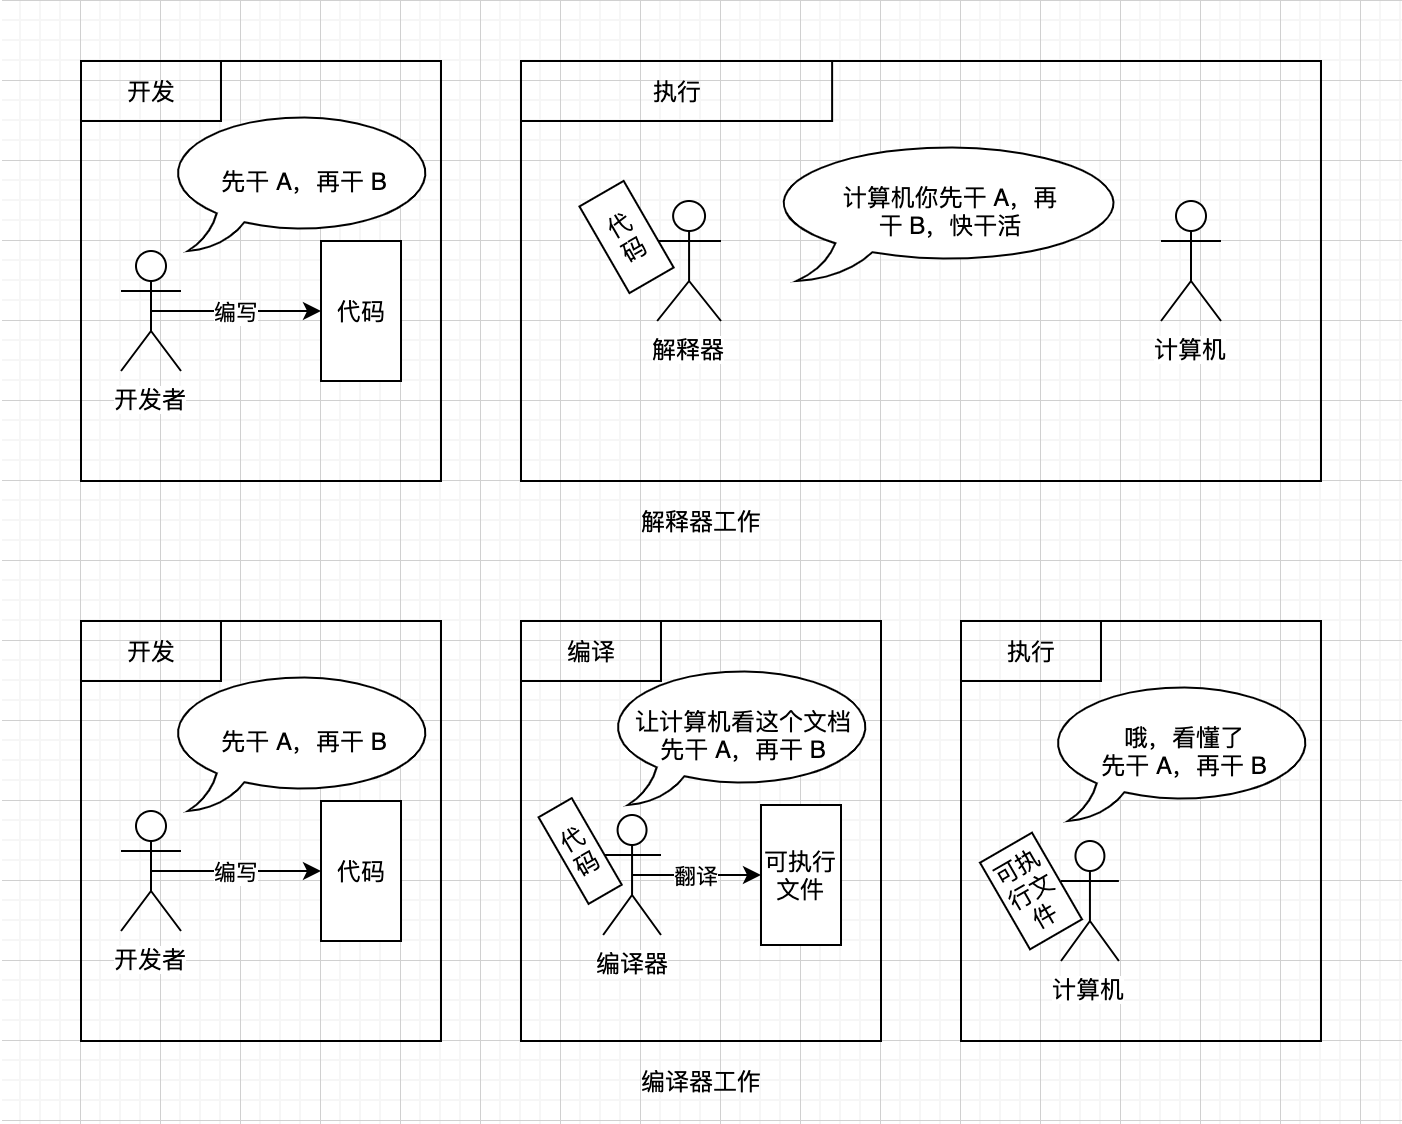 开发
执行
先干 A，再干 B
计算机你先干 A，再
干 B，快干活
代
码
编写
代码
解释器
计算机
开发者
解释器工作
开发
编译
执行
先干 A，再干 B
让计算机看这个文档
先干 A，再干 B
哦，看懂了
先干 A，再干 B
代
码
编写
代码
翻译
可执行
文件
可执
行文
件
开发者
编译器
计算机
编译器工作